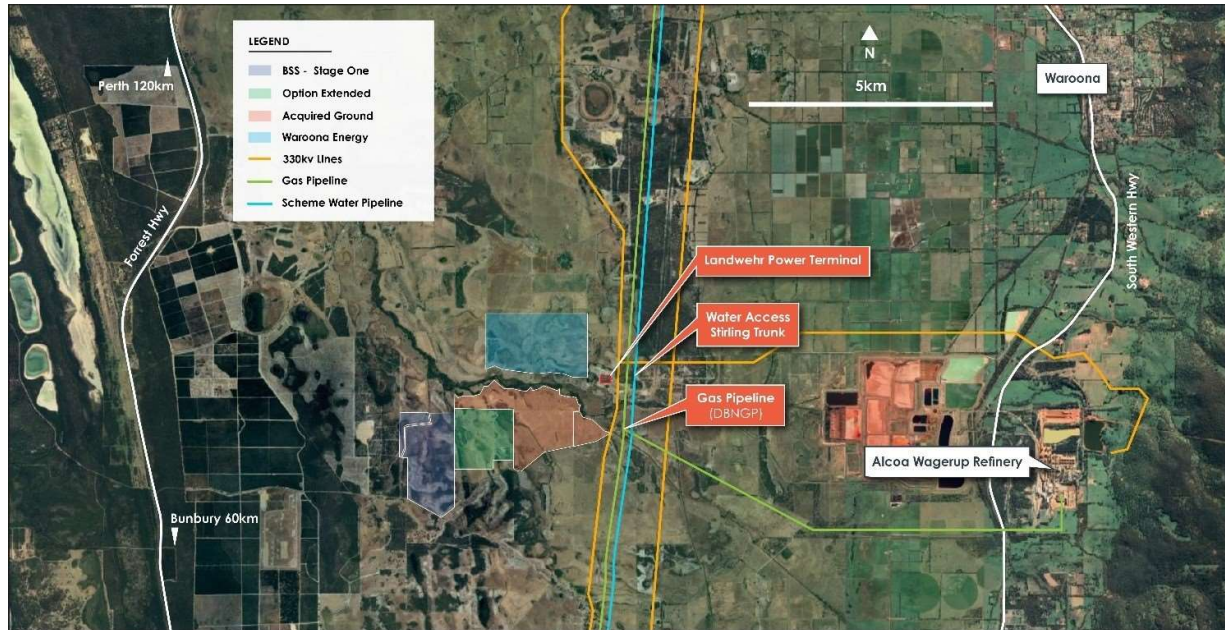 LEGEND
BSS - Stage One
Option Extended
Acquired Ground
Waroona Energy
330kv Lines
Gas Pipeline
Scheme Water Pipeline
Perth 120km
Forrest Hwy
Bunbury 60km
N
5km
Waroona
South Western Hwy
Landwehr Power Terminal
Water Access
Stirling Trunk
Gas Pipeline
(DBNGP)
Alcoa Wagerup Refinery